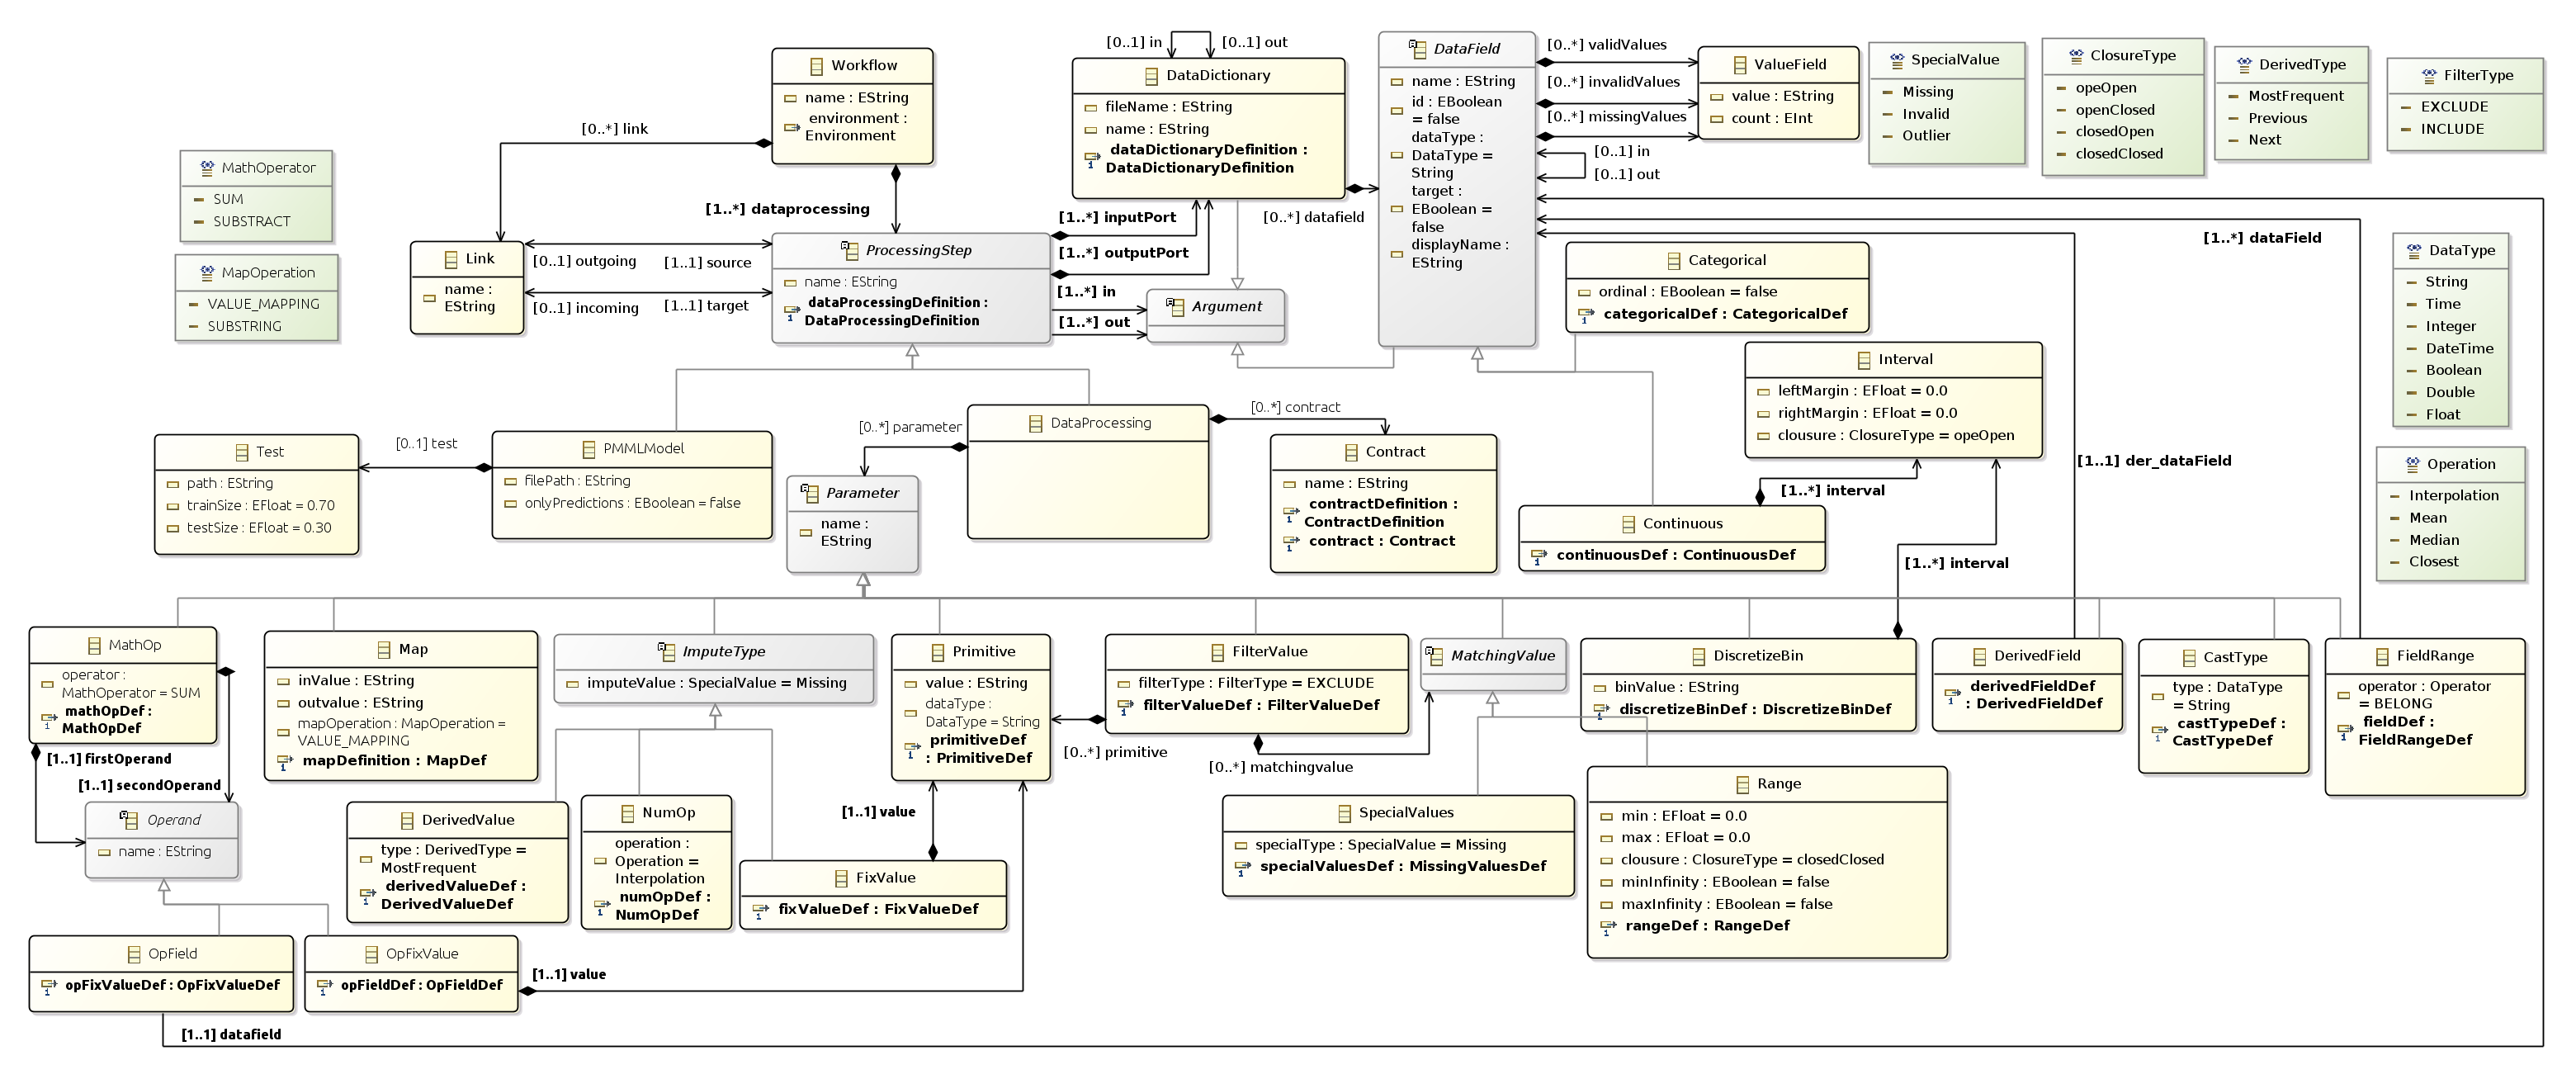 Workflow
name : EString
environment :
Environment
[0..*] link
[1..*] dataprocessing
MathOperator
SUM
SUBSTRACT
MapOperation
VALUE_MAPPING
SUBSTRING
Link
name :
EString
[0..1] outgoing
[1..1] source
[0..1] incoming
[1..1] target
ProcessingStep
name : EString
dataProcessingDefinition :
DataProcessingDefinition
[0..1] in
[0..1] out
DataDictionary
fileName : EString
name : EString
dataDictionaryDefinition :
DataDictionaryDefinition
[1..*] inputPort
[1..*] outputPort
[1..*] in
[1..*] out
[0..*] datafield
Argument
DataField
name : EString
id : EBoolean
= false
dataType :
DataType =
String
target :
EBoolean =
false
displayName :
EString
[0..*] validValues
[0..*] invalidValues
[0..*] missingValues
[0..1] in
[0..1] out
ValueField
value : EString
count : EInt
SpecialValue
Missing
Invalid
Outlier
ClosureType
opeOpen
openClosed
closedOpen
closedClosed
DerivedType
MostFrequent
Previous
Next
FilterType
EXCLUDE
INCLUDE
[1..*] dataField
Categorical
ordinal : EBoolean = false
categoricalDef : CategoricalDef
DataType
String
Time
Integer
DateTime
Boolean
Double
Float
Interval
leftMargin : EFloat = 0.0
rightMargin : EFloat = 0.0
clousure : ClosureType = opeOpen
[1..1] der_dataField
Operation
Interpolation
Mean
Median
Closest
Test
path : EString
trainSize : EFloat = 0.70
testSize : EFloat = 0.30
[0..1] test
PMMLModel
filePath : EString
onlyPredictions : EBoolean = false
[0..*] parameter
DataProcessing
[0..*] contract
Parameter
name :
EString
Contract
name : EString
contractDefinition :
ContractDefinition
contract : Contract
[1..*] interval
Continuous
continuousDef : ContinuousDef
[1..*] interval
MathOp
operator :
MathOperator = SUM
mathOpDef :
MathOpDef
[1..1] firstOperand
[1..1] secondOperand
Map
inValue : EString
outvalue : EString
mapOperation : MapOperation =
VALUE_MAPPING
mapDefinition : MapDef
ImputeType
imputeValue : SpecialValue = Missing
Primitive
value : EString
dataType :
DataType = String
primitiveDef
: PrimitiveDef
FilterValue
filterType : FilterType = EXCLUDE
filterValueDef : FilterValueDef
[0..*] primitive
[0..*] matchingvalue
MatchingValue
DiscretizeBin
binValue : EString
discretizeBinDef : DiscretizeBinDef
DerivedField
derivedFieldDef
: DerivedFieldDef
CastType
type : DataType
= String
castTypeDef :
CastTypeDef
FieldRange
operator : Operator
= BELONG
fieldDef :
FieldRangeDef
Operand
name : EString
DerivedValue
type : DerivedType =
MostFrequent
derivedValueDef :
DerivedValueDef
NumOp
operation :
Operation =
Interpolation
numOpDef :
NumOpDef
[1..1] value
FixValue
fixValueDef : FixValueDef
SpecialValues
specialType : SpecialValue = Missing
specialValuesDef : MissingValuesDef
Range
min : EFloat = 0.0
max : EFloat = 0.0
clousure : ClosureType = closedClosed
minInfinity : EBoolean = false
maxInfinity : EBoolean = false
rangeDef : RangeDef
OpField
opFixValueDef : OpFixValueDef
OpFixValue
opFieldDef : OpFieldDef
[1..1] value
[1..1] datafield